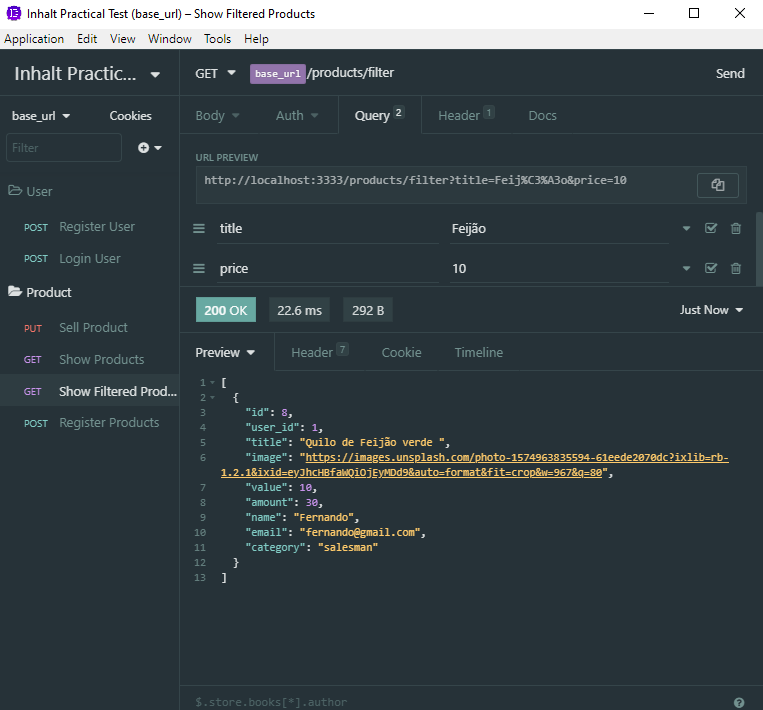 Inhalt Practical Test (base_url) – Show Filtered Products
Application Edit View Window Tools Help
Inhalt Practic...
GET base_url/products/filter Send
base_url Cookies
Body Auth Query 2 Header 1 Docs
Filter
URL PREVIEW
http://localhost:3333/products/filter?title=Feij%C3%A3o&price=10
User
POST Register User
POST Login User
title Feijão
price 10
Product
PUT Sell Product
GET Show Products
GET Show Filtered Prod...
POST Register Products
200 OK 22.6 ms 292 B Just Now
Preview Header 7 Cookie Timeline
1 [
2 {
3 "id": 8,
4 "user_id": 1,
5 "title": "Quilo de Feijão verde ",
6 "image": "https://images.unsplash.com/photo-1574963835594-61eede2070dc?ixlib=rb-
1.2.1&ixid=eyJhcHBfaWQiOjEyMDd9&auto=format&fit=crop&w=967&q=80",
7 "value": 10,
8 "amount": 30,
9 "name": "Fernando",
10 "email": "fernando@gmail.com",
11 "category": "salesman"
12 }
13 ]
$.store.books[*].author